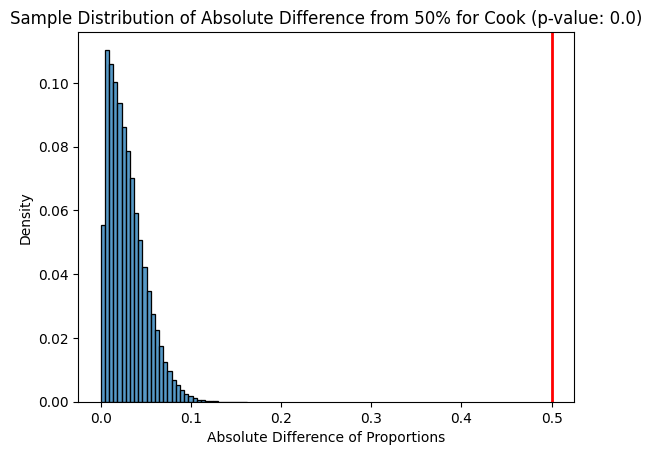 Sample Distribution of Absolute Difference from 50% for Cook (p-value: 0.0)
Density
0.10
0.08
0.06
0.04
0.02
0.00
0.0 0.1 0.2 0.3 0.4 0.5
Absolute Difference of Proportions